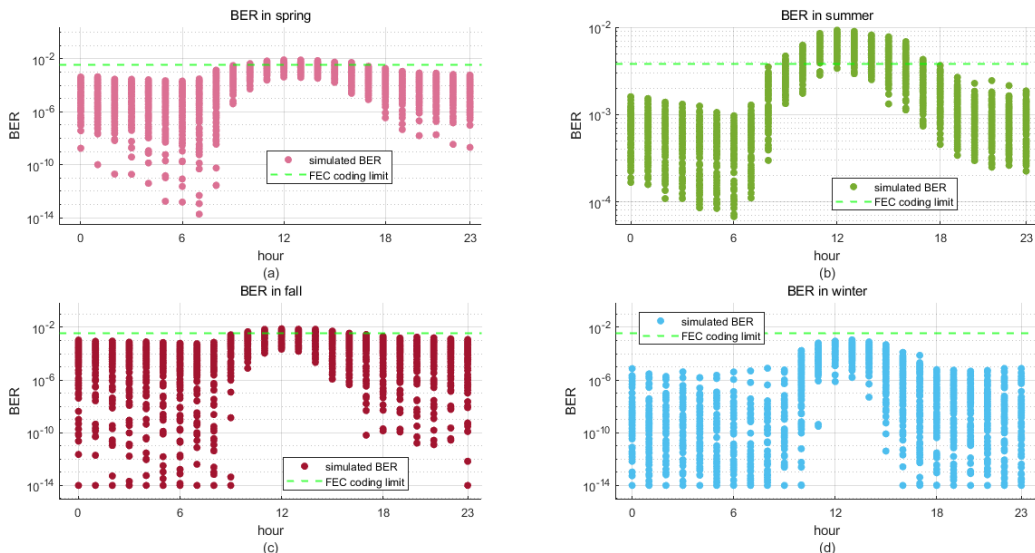 BER in spring
10^-2
10^-6
10^-10
10^-14
BER
simulated BER
FEC coding limit
0 6 12 18 23
hour
(a)
BER in summer
10^-2
10^-3
10^-4
BER
simulated BER
FEC coding limit
0 6 12 18 23
hour
(b)
BER in fall
10^-2
10^-6
10^-10
10^-14
BER
simulated BER
FEC coding limit
0 6 12 18 23
hour
(c)
BER in winter
10^-2
10^-6
10^-10
10^-14
BER
simulated BER
FEC coding limit
0 6 12 18 23
hour
(d)